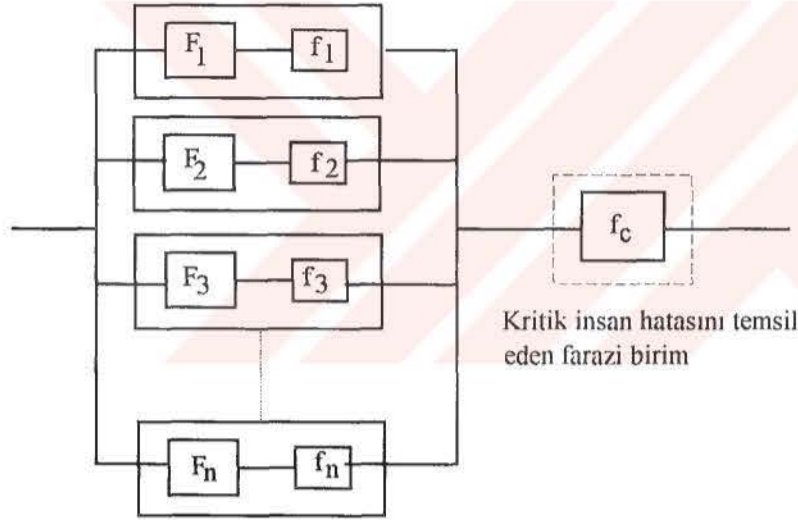 F1 f1
F2 f2
F3 f3
Fn fn
fc
Kritik insan hatasını temsil
eden farazi birim